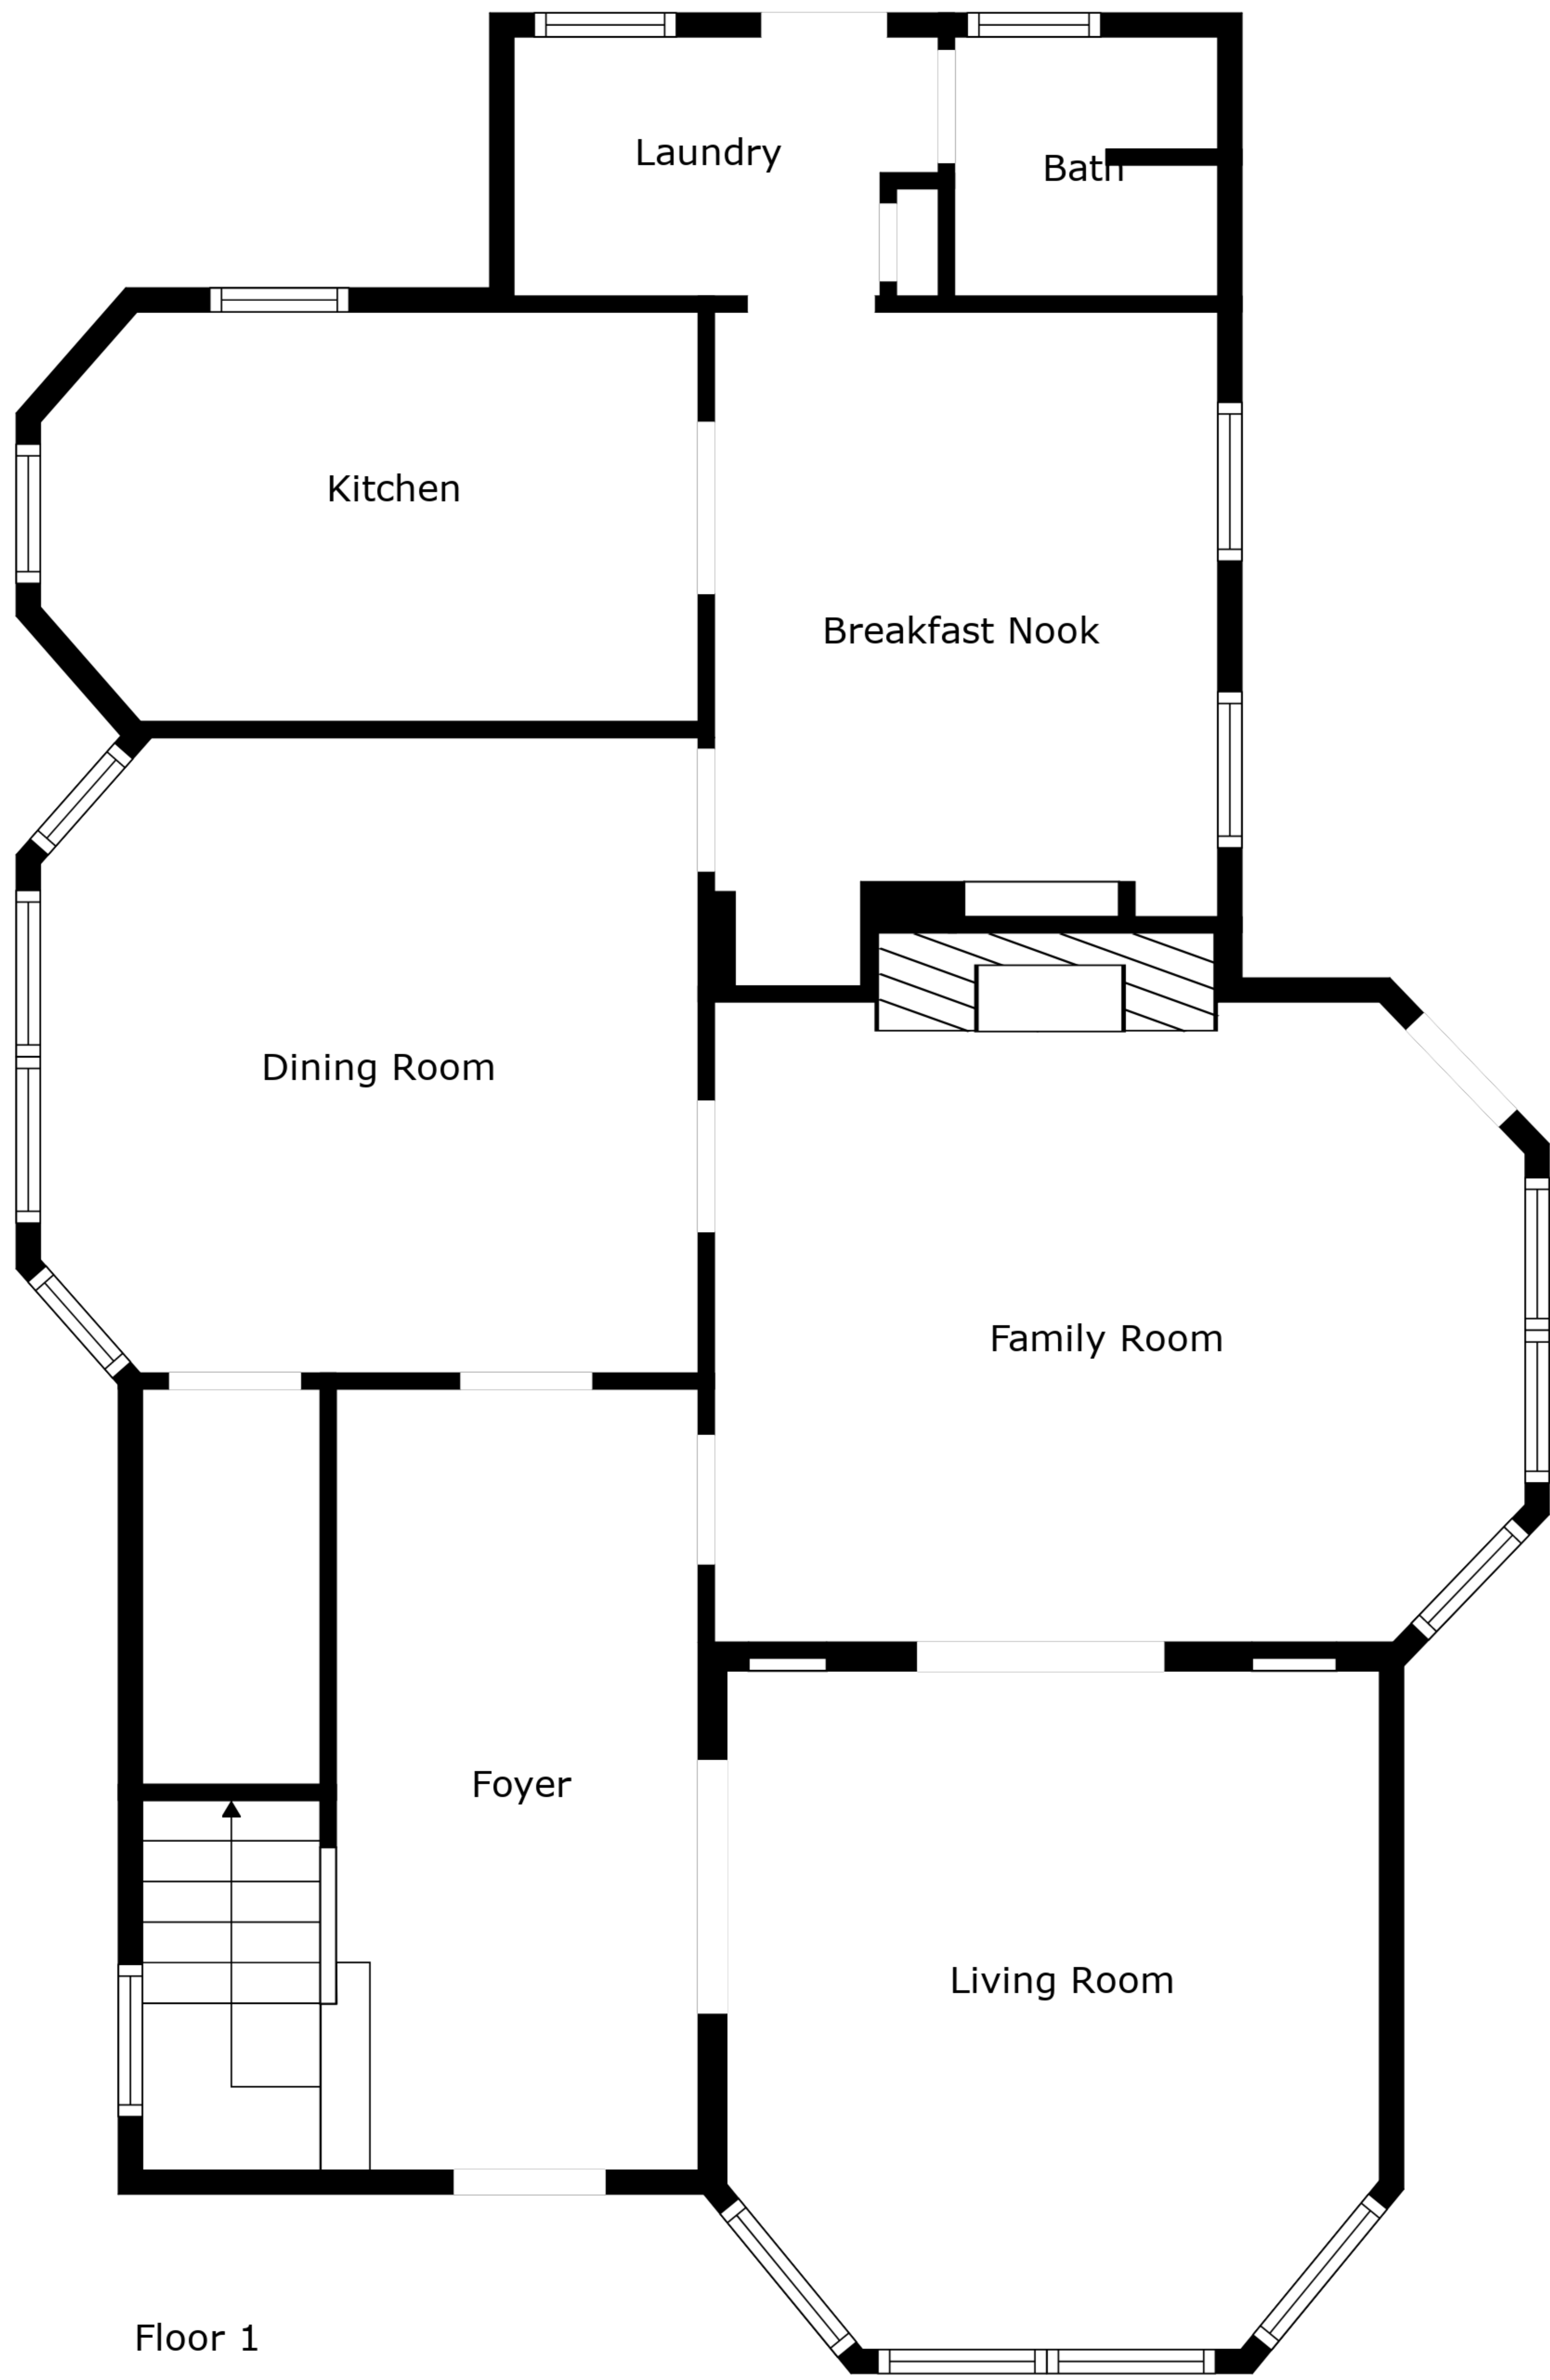 Laundry
Bath
Kitchen
Breakfast Nook
Dining Room
Family Room
Foyer
Living Room
Floor 1